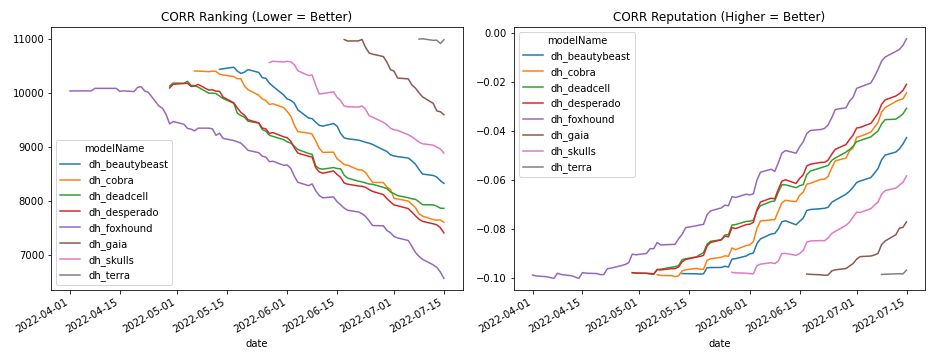 CORR Ranking (Lower = Better)
11000
10000
9000
8000
7000
modelName
dh_beautybeast
dh_cobra
dh_deadcell
dh_desperado
dh_foxhound
dh_gaia
dh_skulls
dh_terra
2022-04-01
2022-04-15
2022-05-01
2022-05-15
2022-06-01
2022-06-15
2022-07-01
2022-07-15
date
CORR Reputation (Higher = Better)
0.00
−0.02
−0.04
−0.06
−0.08
−0.10
modelName
dh_beautybeast
dh_cobra
dh_deadcell
dh_desperado
dh_foxhound
dh_gaia
dh_skulls
dh_terra
2022-04-01
2022-04-15
2022-05-01
2022-05-15
2022-06-01
2022-06-15
2022-07-01
2022-07-15
date